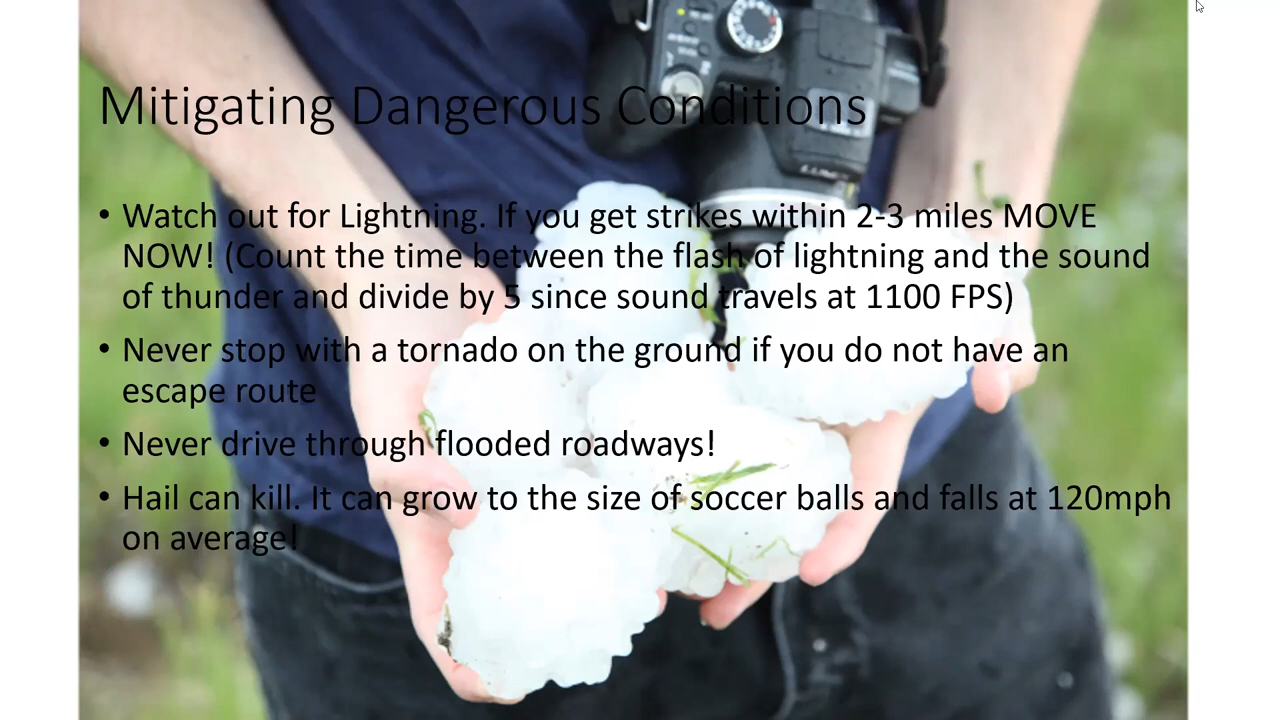 Mitigating Dangerous Conditions
• Watch out for Lightning. If you get strikes within 2-3 miles MOVE
NOW! (Count the time between the flash of lightning and the sound
of thunder and divide by 5 since sound travels at 1100 FPS)
• Never stop with a tornado on the ground if you do not have an
escape route
• Never drive through flooded roadways!
• Hail can kill. It can grow to the size of soccer balls and falls at 120mph
on average!